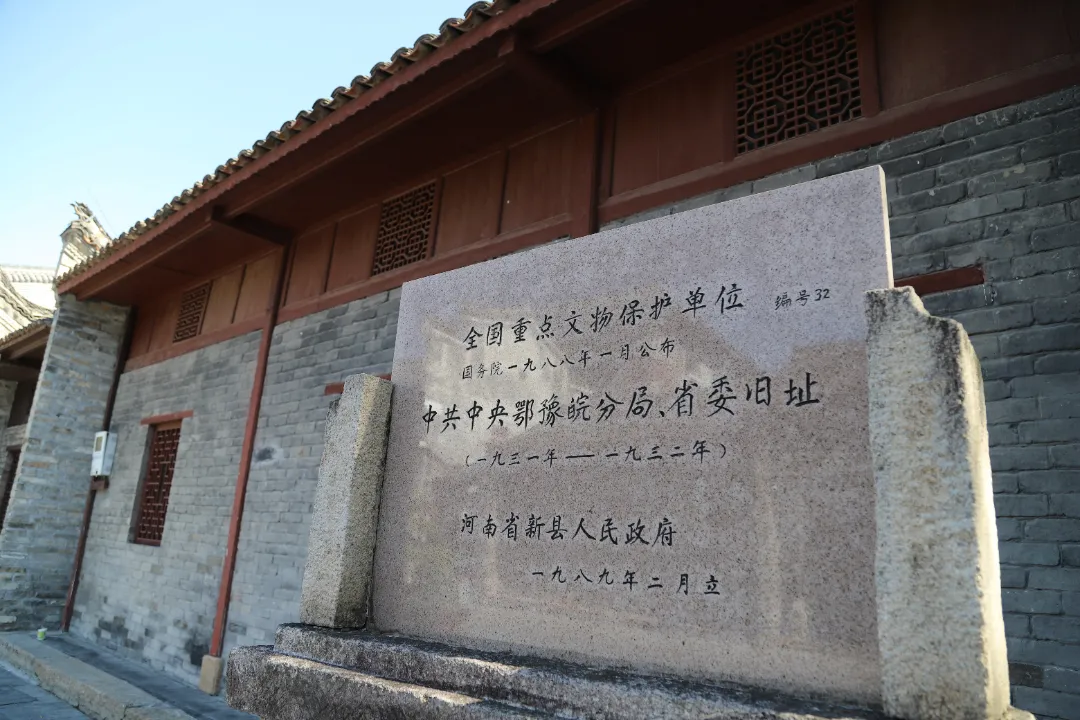 全国重点文物保护单位 编号32
国务院一九八八年一月公布
中共中央鄂豫皖分局、省委旧址
(一九三一年——一九三二年)
河南省新县人民政府
一九八九年二月立